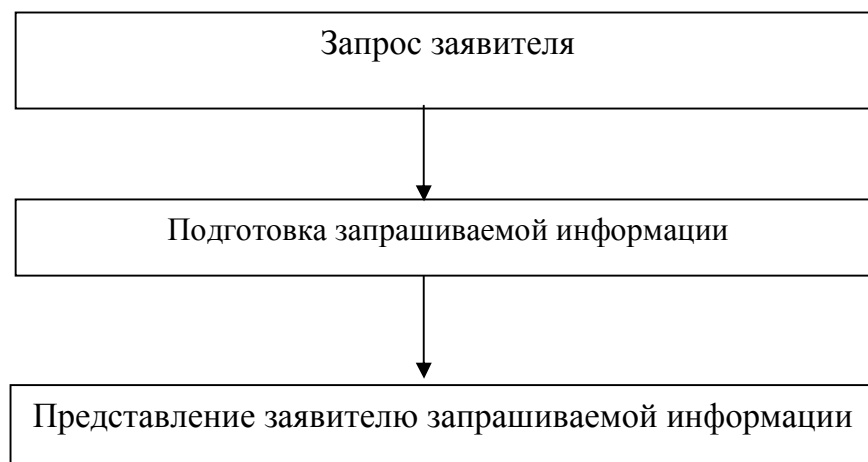 Запрос заявителя
Подготовка запрашиваемой информации
Представление заявителю запрашиваемой информации